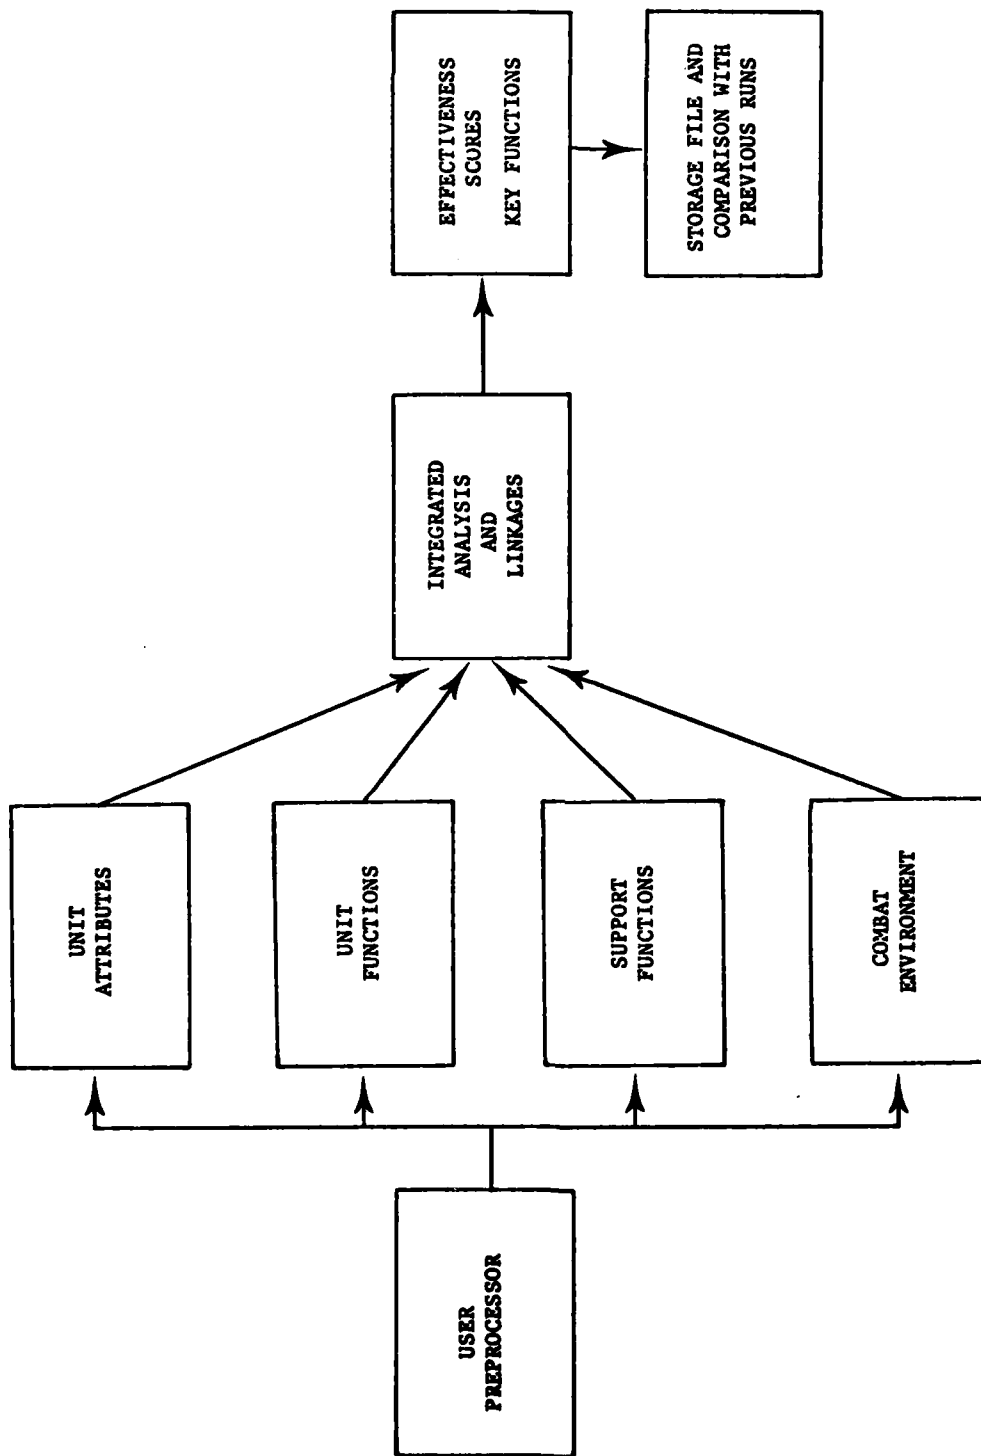 USER
PREPROCESSOR
UNIT
ATTRIBUTES
UNIT
FUNCTIONS
SUPPORT
FUNCTIONS
COMBAT
ENVIRONMENT
INTEGRATED
ANALYSIS
AND
LINKAGES
EFFECTIVENESS
SCORES
KEY FUNCTIONS
STORAGE FILE AND
COMPARISON WITH
PREVIOUS RUNS